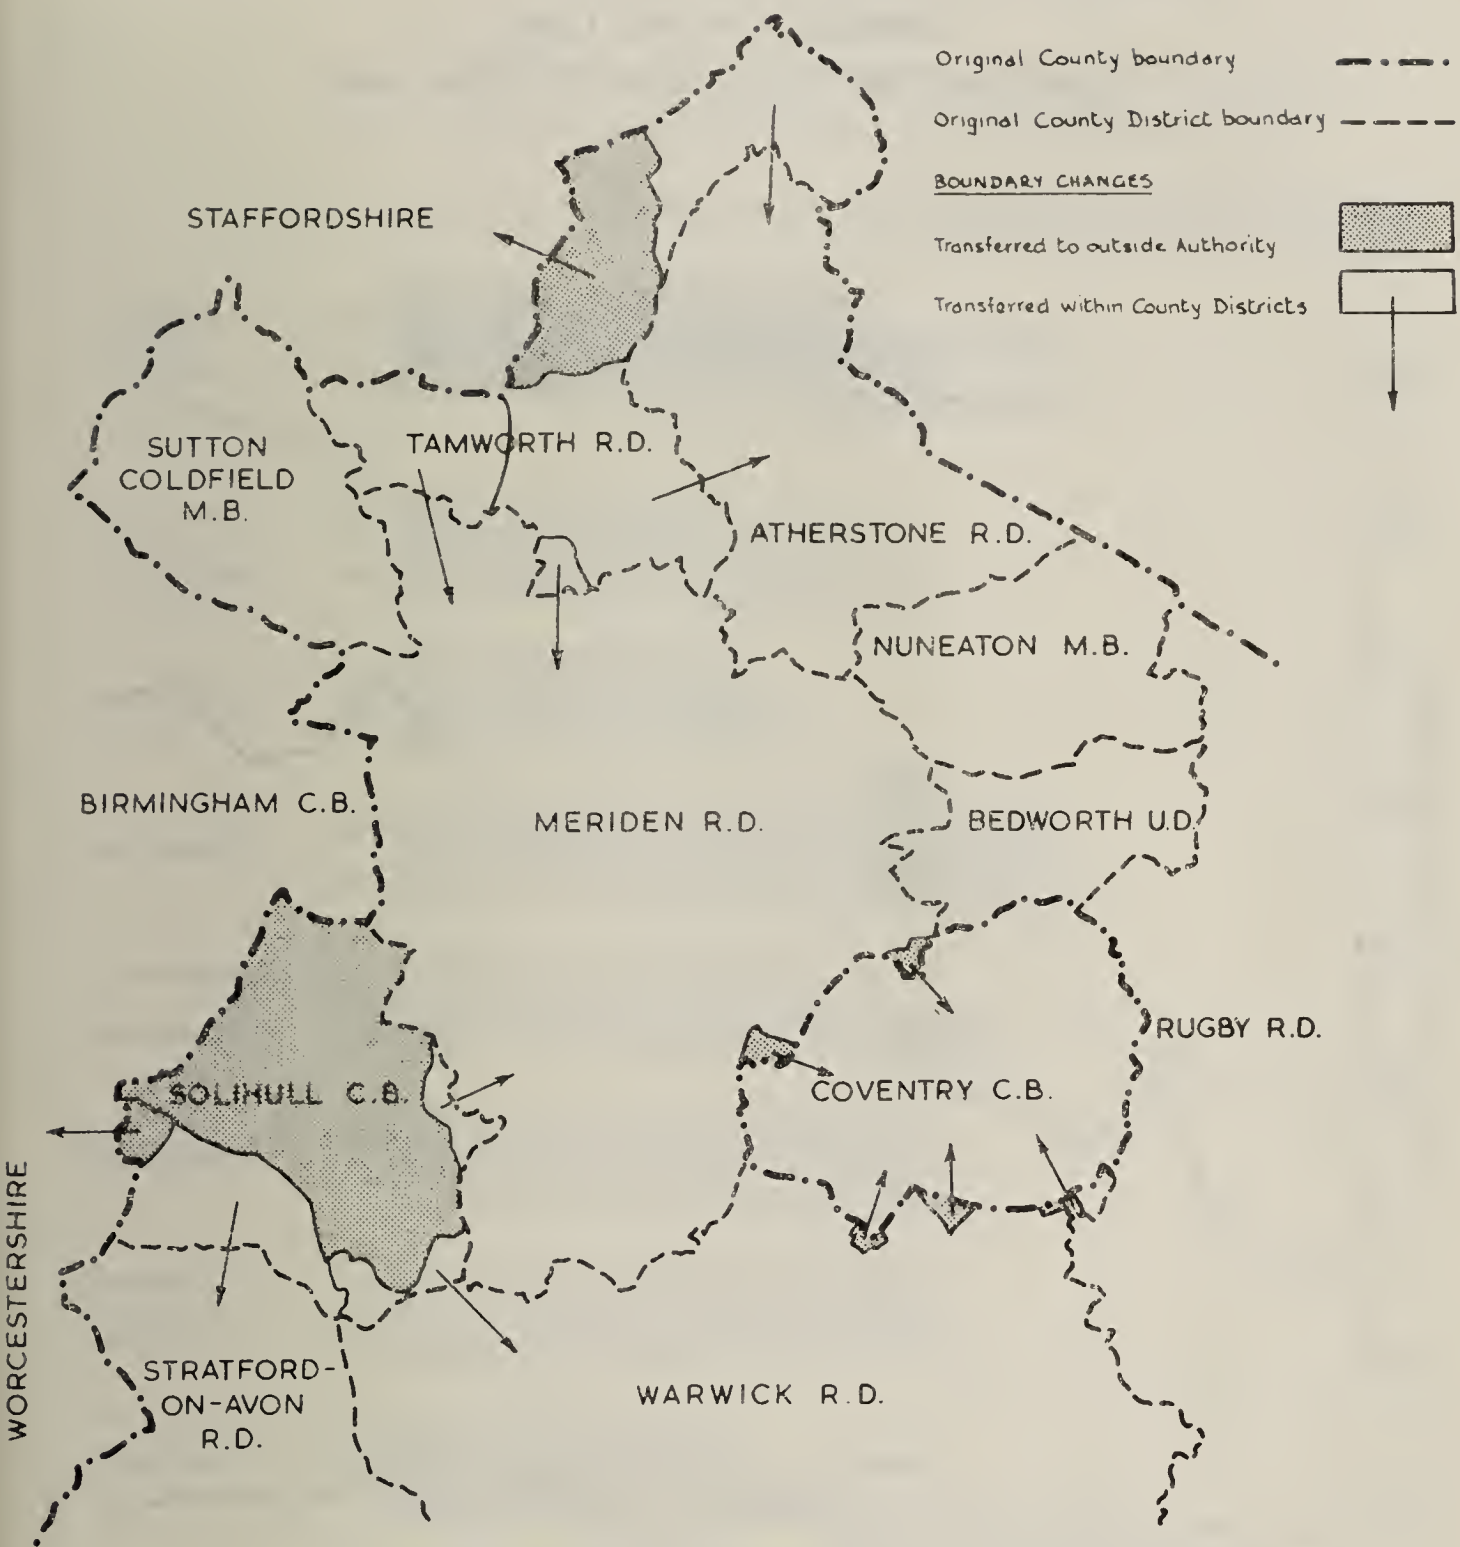 Original County boundary
Original County District boundary
BOUNDARY CHANGES
Transferred to outside Authority
Transferred within County Districts
STAFFORDSHIRE
SUTTON
COLDFIELD
M.B.
TAMWORTH R.D.
ATHERSTONE R.D.
NUNEATON M.B.
BIRMINGHAM C.B.
MERIDEN R.D.
BEDWORTH U.D.
RUGBY R.D.
SOLIHULL C.B.
COVENTRY C.B.
WORCESTERSHIRE
STRATFORD-
ON-AVON
R.D.
WARWICK R.D.